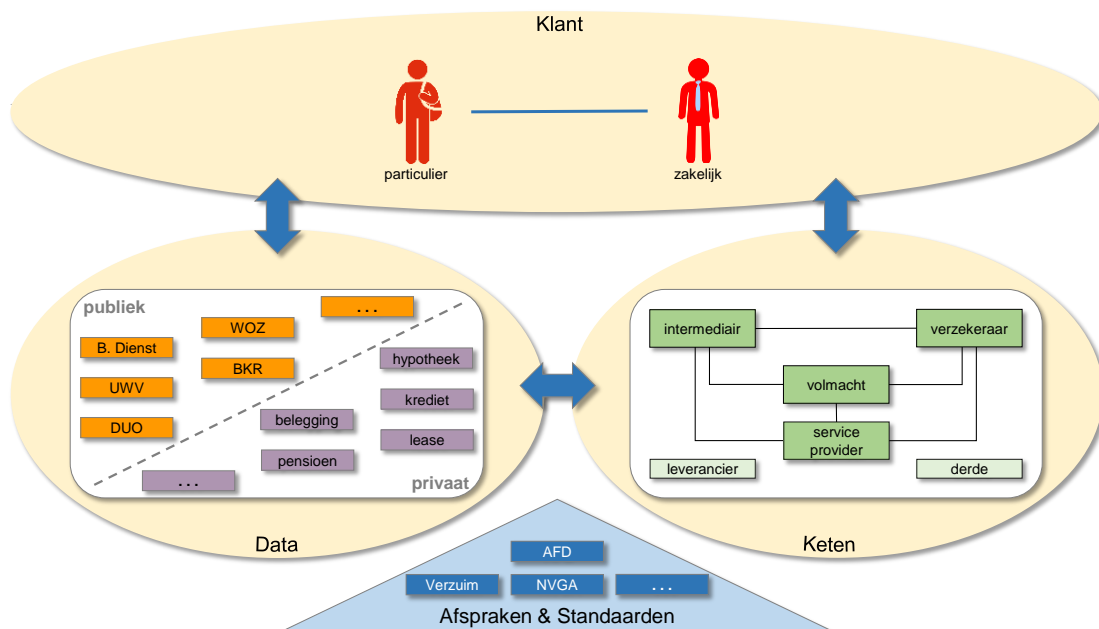 Klant
particulier
zakelijk
publiek
. . .
WOZ
B. Dienst
BKR
UWV
DUO
hypotheek
krediet
belegging
lease
pensioen
. . .
privaat
Data
intermediair
verzekeraar
volmacht
service
provider
leverancier
derde
Keten
AFD
Verzuim
NVGA
. . .
Afspraken & Standaarden